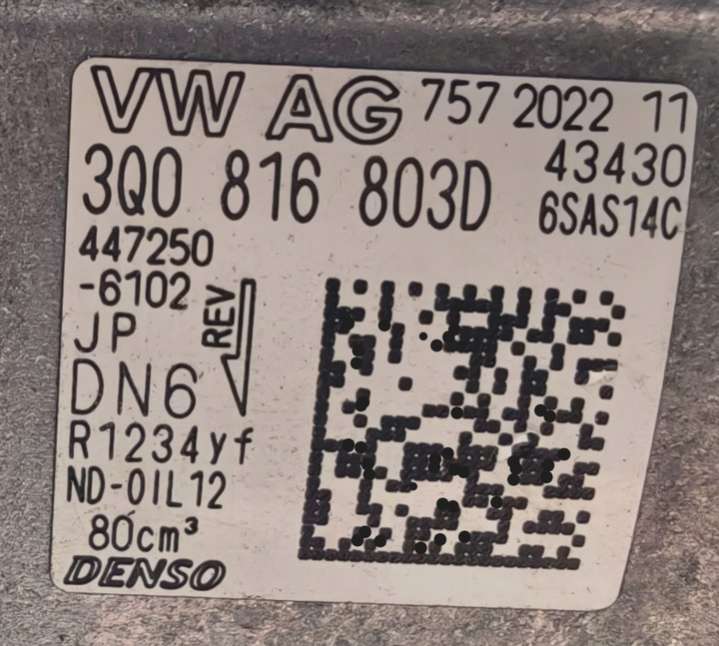 VW AG 757 2022 11
3Q0 816 803D 43430
6SAS14C
447250
-6102
REV
JP
DN6
R1234yf
ND-OIL12
80cm³
DENSO